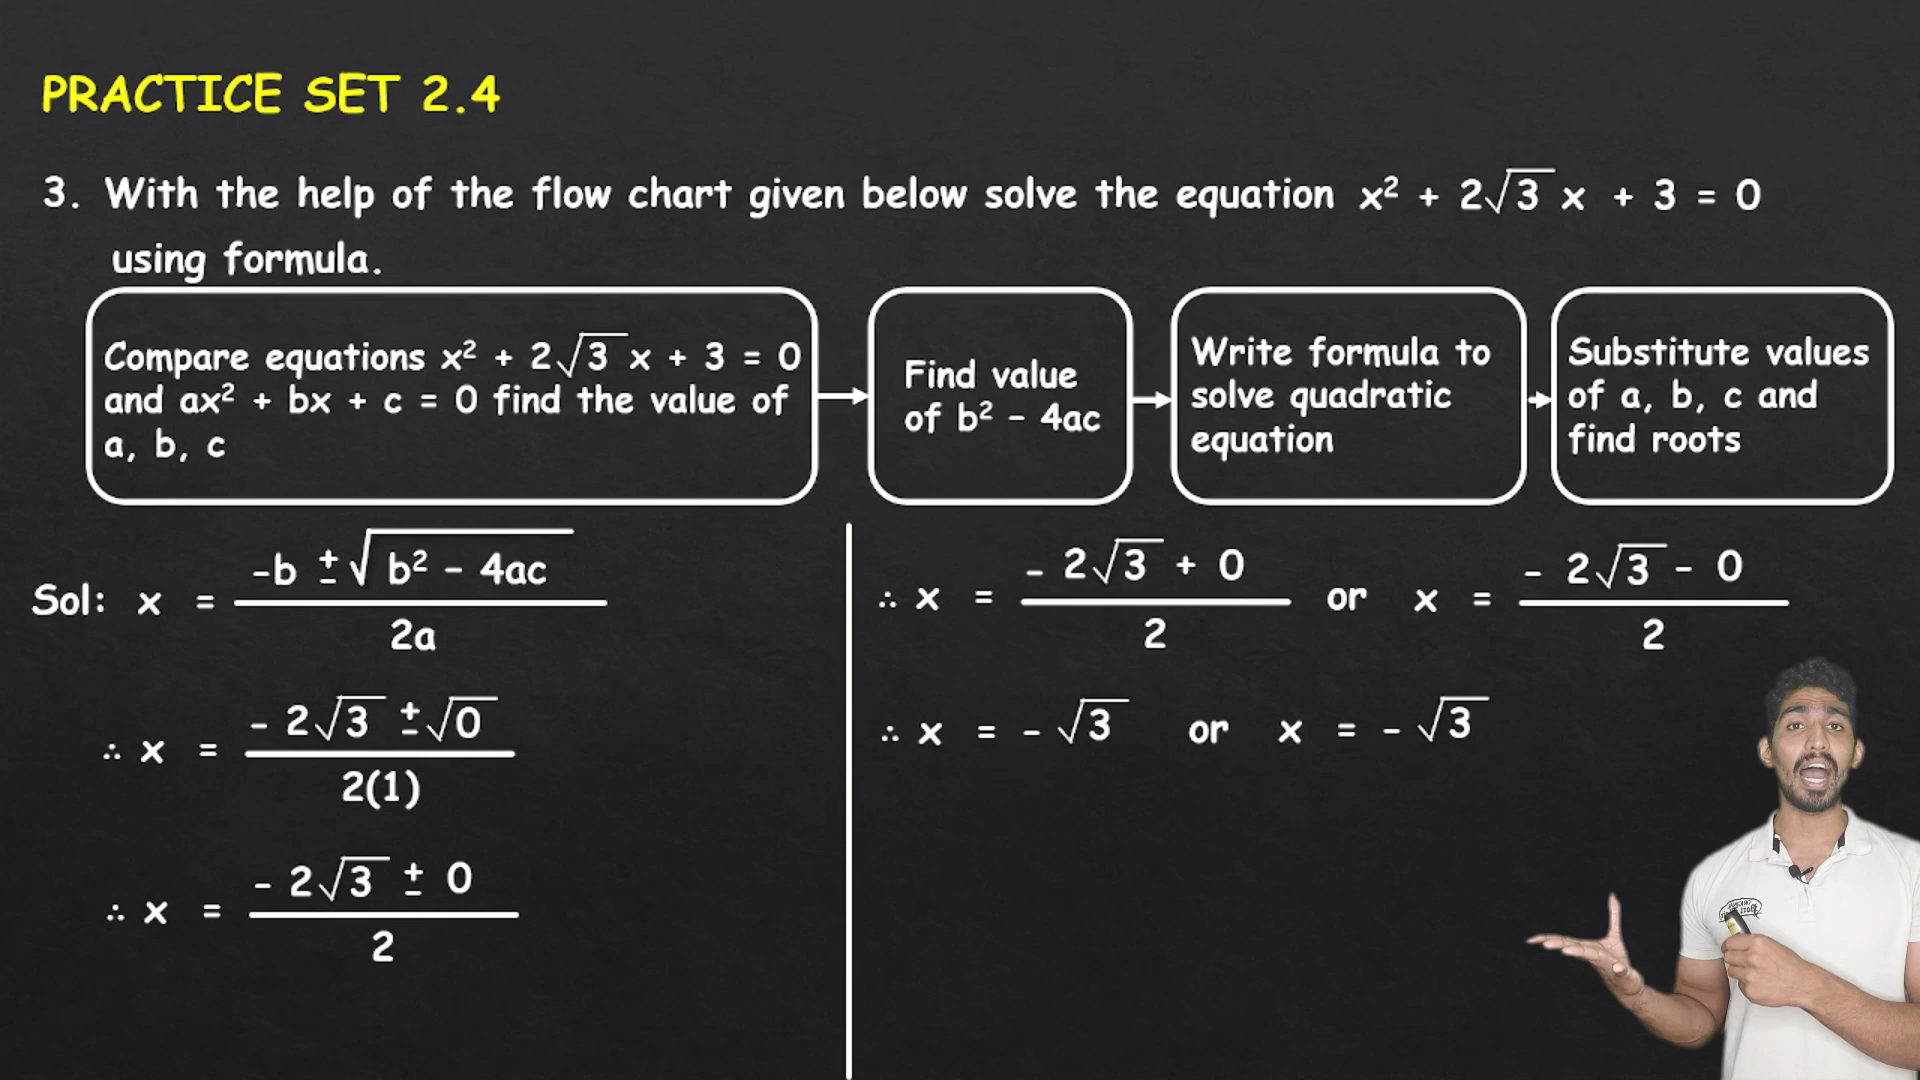 PRACTICE SET 2.4
3. With the help of the flow chart given below solve the equation x² + 2√3 x + 3 = 0
using formula.
Compare equations x² + 2√3 x + 3 = 0
and ax² + bx + c = 0 find the value of
a, b, c
Find value
of b² - 4ac
Write formula to
solve quadratic
equation
Substitute values
of a, b, c and
find roots
Sol: x = (-b ± √(b² - 4ac)) / 2a
∴ x = (- 2√3 ± √0) / 2(1)
∴ x = (- 2√3 ± 0) / 2
∴ x = (- 2√3 + 0) / 2 or x = (- 2√3 - 0) / 2
∴ x = - √3 or x = - √3